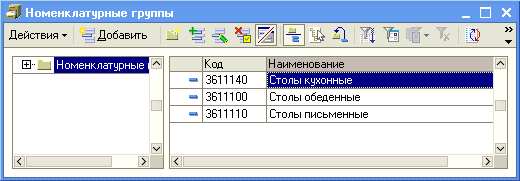 Номенклатурные группы
Действия Добавить
Номенклатурные
Код Наименование
3611140 Столы кухонные
3611100 Столы обеденные
3611110 Столы письменные